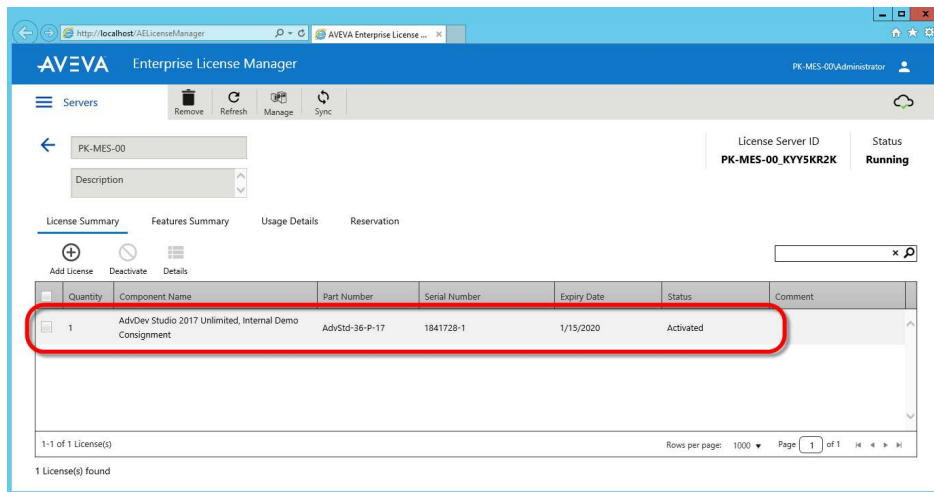 http://localhost/AELicenseManager
AVEVA Enterprise License ...
AVEVA
Enterprise License Manager
PK-MES-00\Administrator
Servers
Remove
Refresh
Manage
Sync
PK-MES-00
License Server ID
Status
PK-MES-00_KYY5KR2K
Running
Description
License Summary
Features Summary
Usage Details
Reservation
Add License
Deactivate
Details
Quantity
Component Name
Part Number
Serial Number
Expiry Date
Status
Comment
1
AdvDev Studio 2017 Unlimited, Internal Demo
Consignment
AdvStd-36-P-17
1841728-1
1/15/2020
Activated
1-1 of 1 License(s)
Rows per page: 1000
Page 1 of 1
1 License(s) found